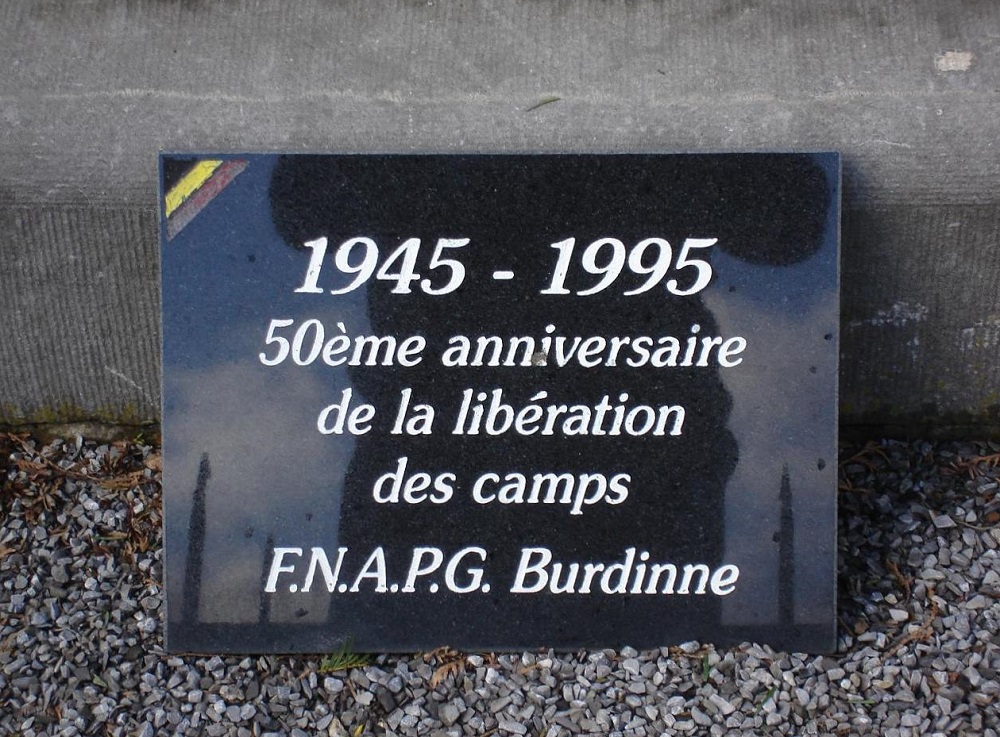 1945 - 1995
50ème anniversaire
de la libération
des camps
F.N.A.P.G. Burdinne